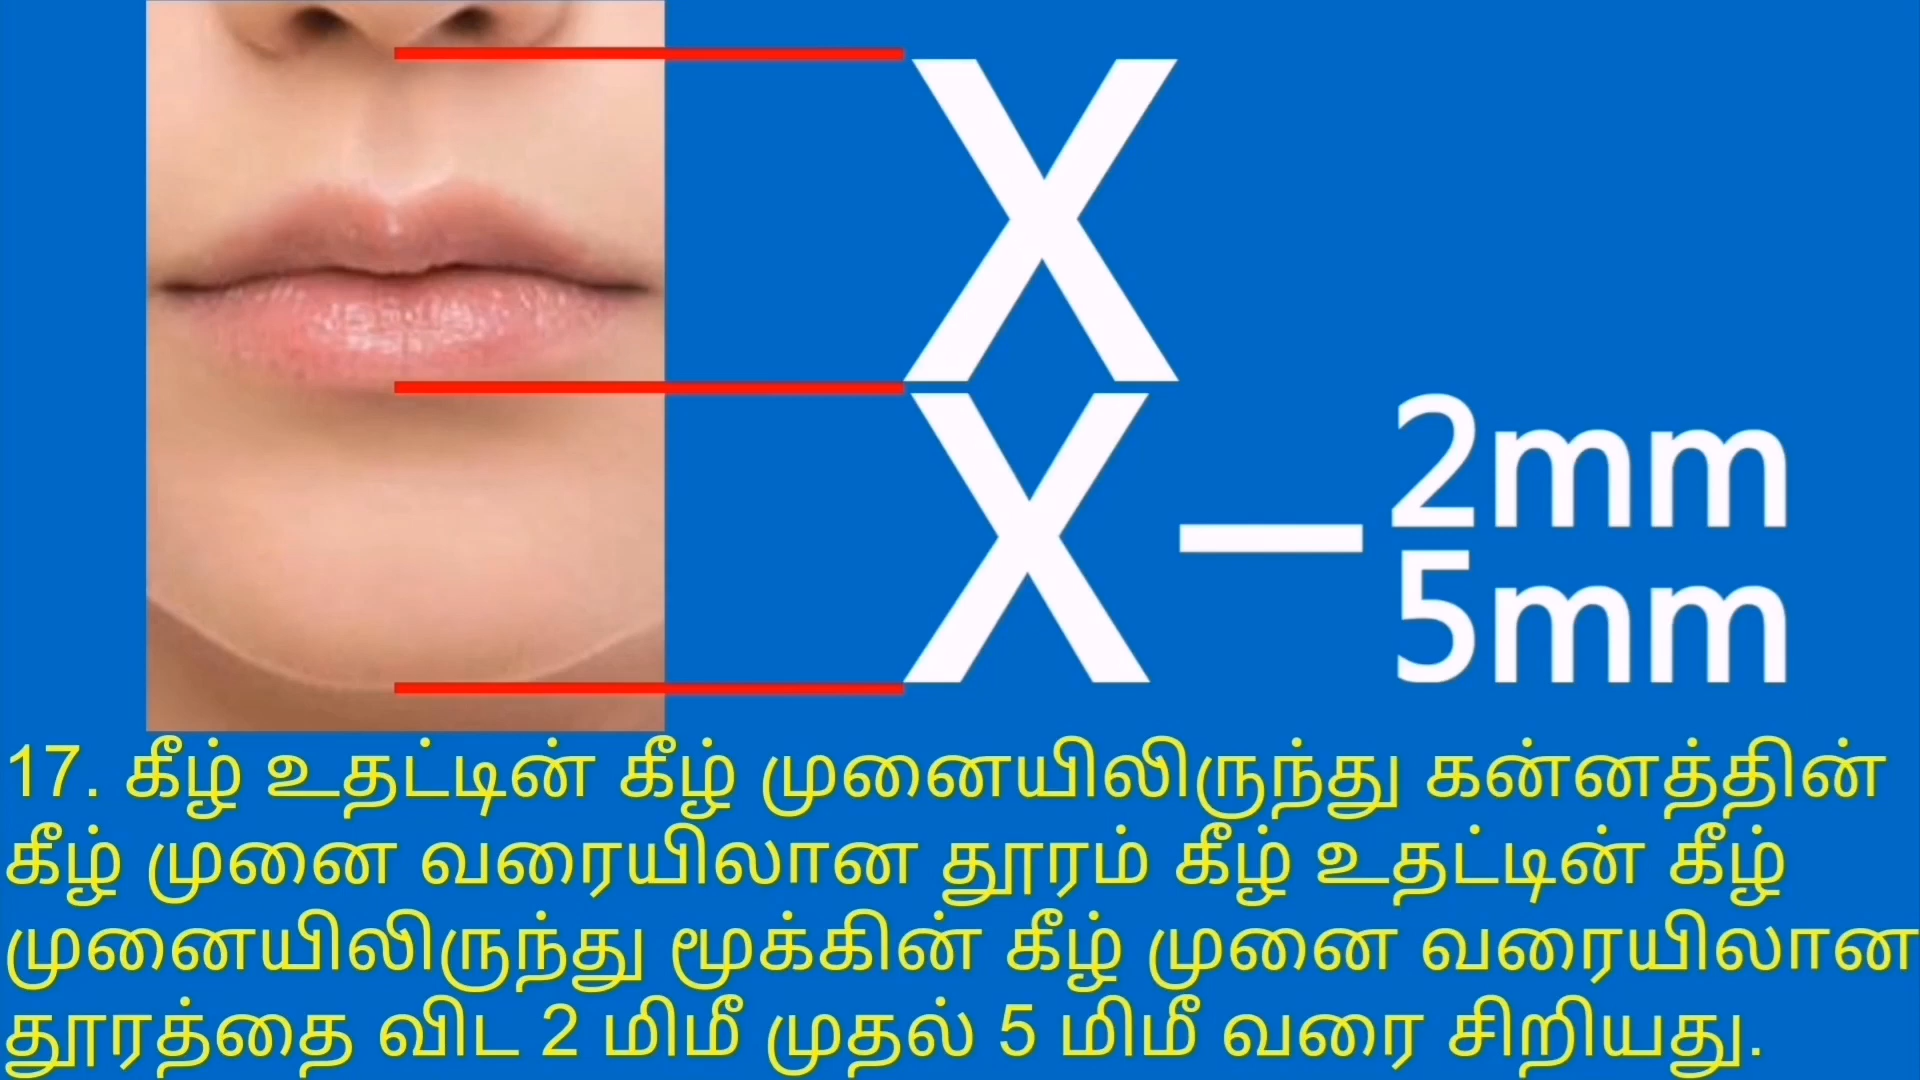 X
X – 2mm
5mm
17. கீழ் உதட்டின் கீழ் முனையிலிருந்து கன்னத்தின்
கீழ் முனை வரையிலான தூரம் கீழ் உதட்டின் கீழ்
முனையிலிருந்து மூக்கின் கீழ் முனை வரையிலான
தூரத்தை விட 2 மிமீ முதல் 5 மிமீ வரை சிறியது.